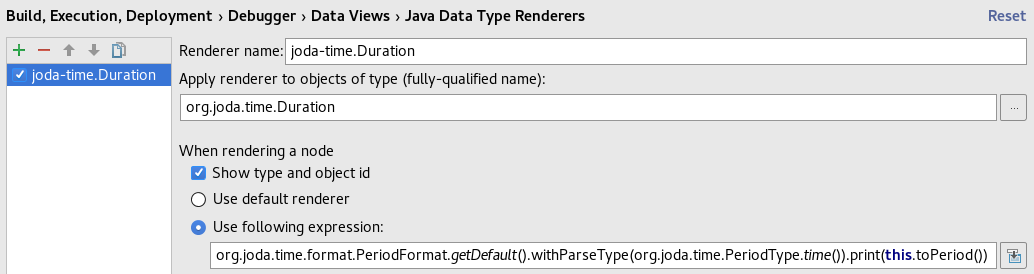 Build, Execution, Deployment › Debugger › Data Views › Java Data Type Renderers
Reset
joda-time.Duration
Renderer name: joda-time.Duration
Apply renderer to objects of type (fully-qualified name):
org.joda.time.Duration
...
When rendering a node
Show type and object id
Use default renderer
Use following expression:
org.joda.time.format.PeriodFormat.getDefault().withParseType(org.joda.time.PeriodType.time()).print(this.toPeriod())